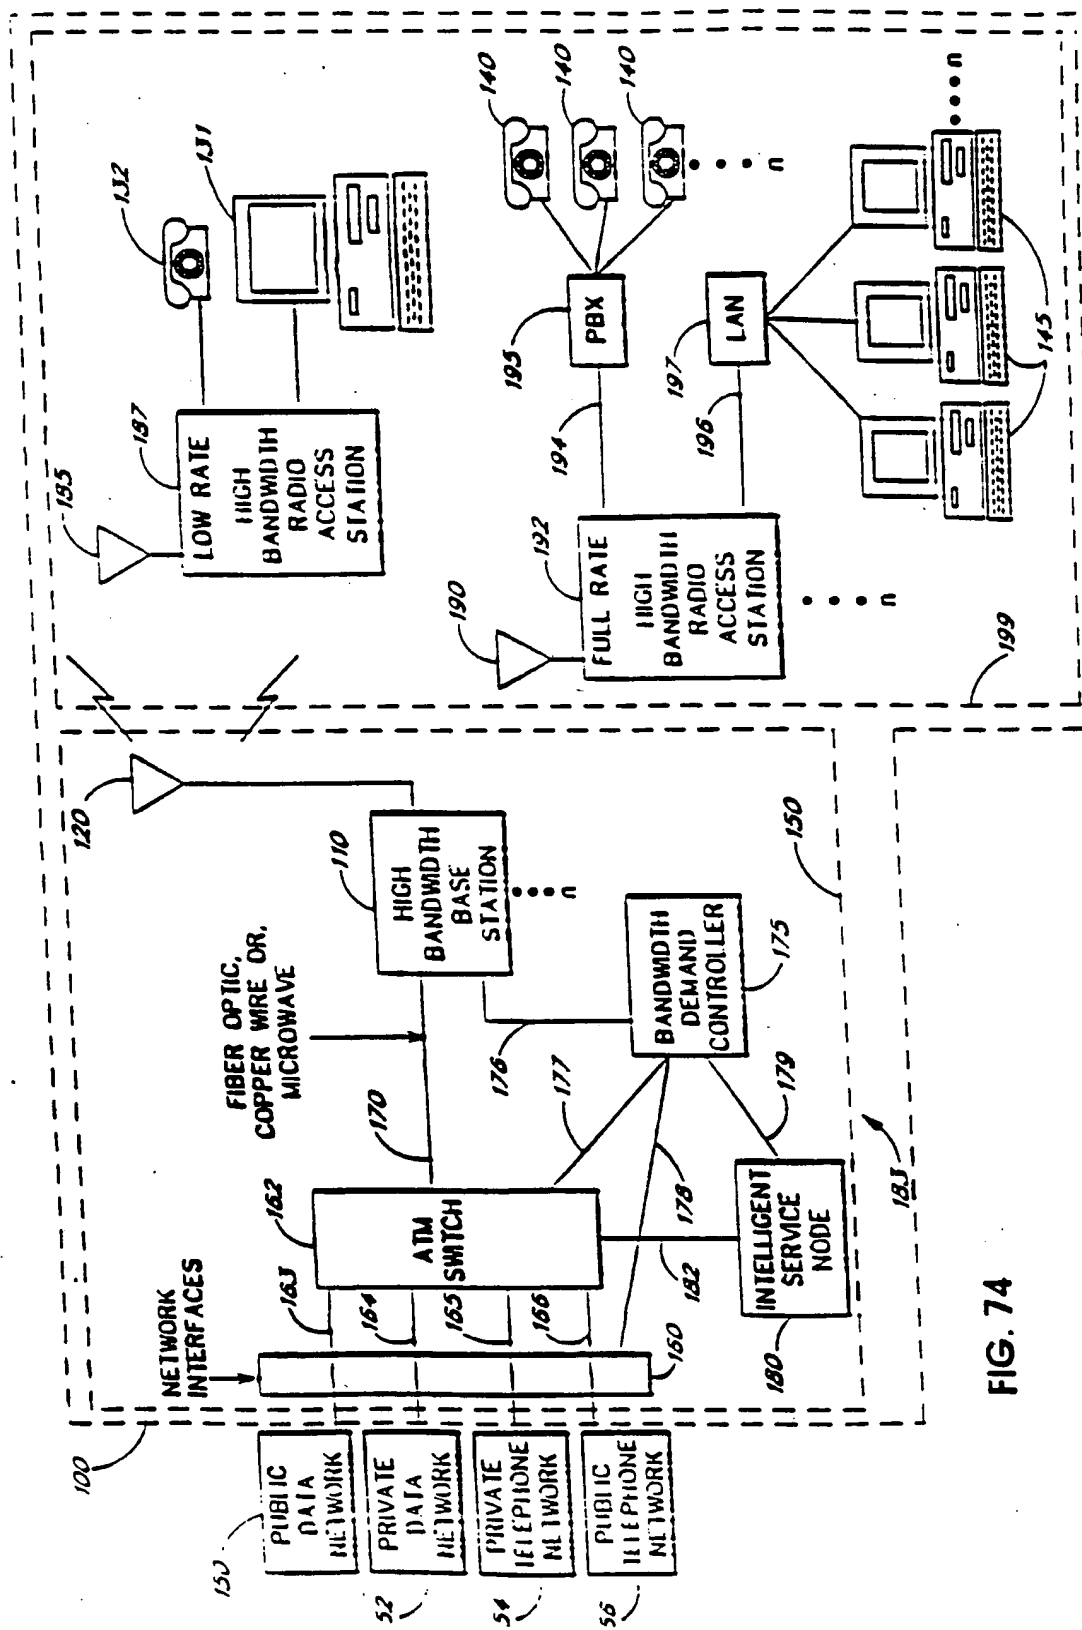 100
NETWORK
INTERFACES
150
PUBLIC
DATA
NETWORK
52
PRIVATE
DATA
NETWORK
54
PRIVATE
TELEPHONE
NETWORK
56
PUBLIC
TELEPHONE
NETWORK
163
164
165
166
160
162
ATM
SWITCH
170
FIBER OPTIC,
COPPER WIRE OR,
MICROWAVE
110
HIGH
BANDWIDTH
BASE
STATION
n
120
176
177
178
179
182
BANDWIDTH
DEMAND
CONTROLLER
175
180
INTELLIGENT
SERVICE
NODE
150
183
185
187
LOW RATE
HIGH
BANDWIDTH
RADIO
ACCESS
STATION
132
131
190
192
FULL RATE
HIGH
BANDWIDTH
RADIO
ACCESS
STATION
n
194
195
PBX
140
140
140
n
196
197
LAN
145
n
199
FIG. 74